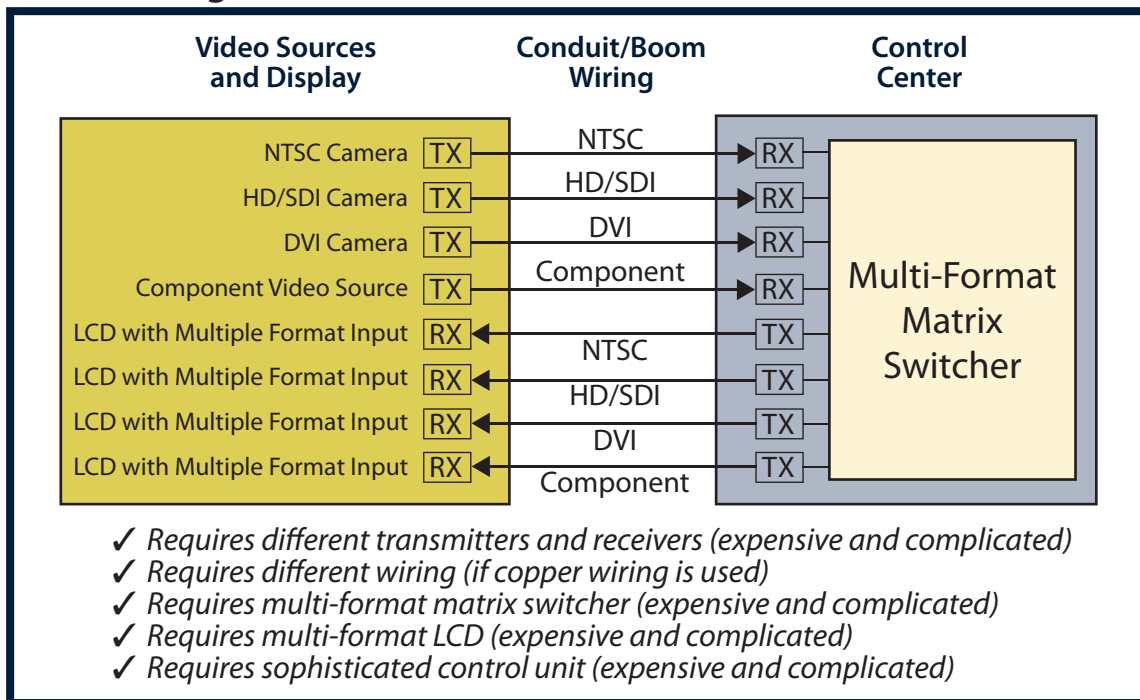 Video Sources
and Display
Conduit/Boom
Wiring
Control
Center
NTSC Camera TX NTSC RX
HD/SDI Camera TX HD/SDI RX
DVI Camera TX DVI RX
Component Video Source TX Component RX
LCD with Multiple Format Input RX NTSC TX
LCD with Multiple Format Input RX HD/SDI TX
LCD with Multiple Format Input RX DVI TX
LCD with Multiple Format Input RX Component TX
Multi-Format
Matrix
Switcher
✓ Requires different transmitters and receivers (expensive and complicated)
✓ Requires different wiring (if copper wiring is used)
✓ Requires multi-format matrix switcher (expensive and complicated)
✓ Requires multi-format LCD (expensive and complicated)
✓ Requires sophisticated control unit (expensive and complicated)